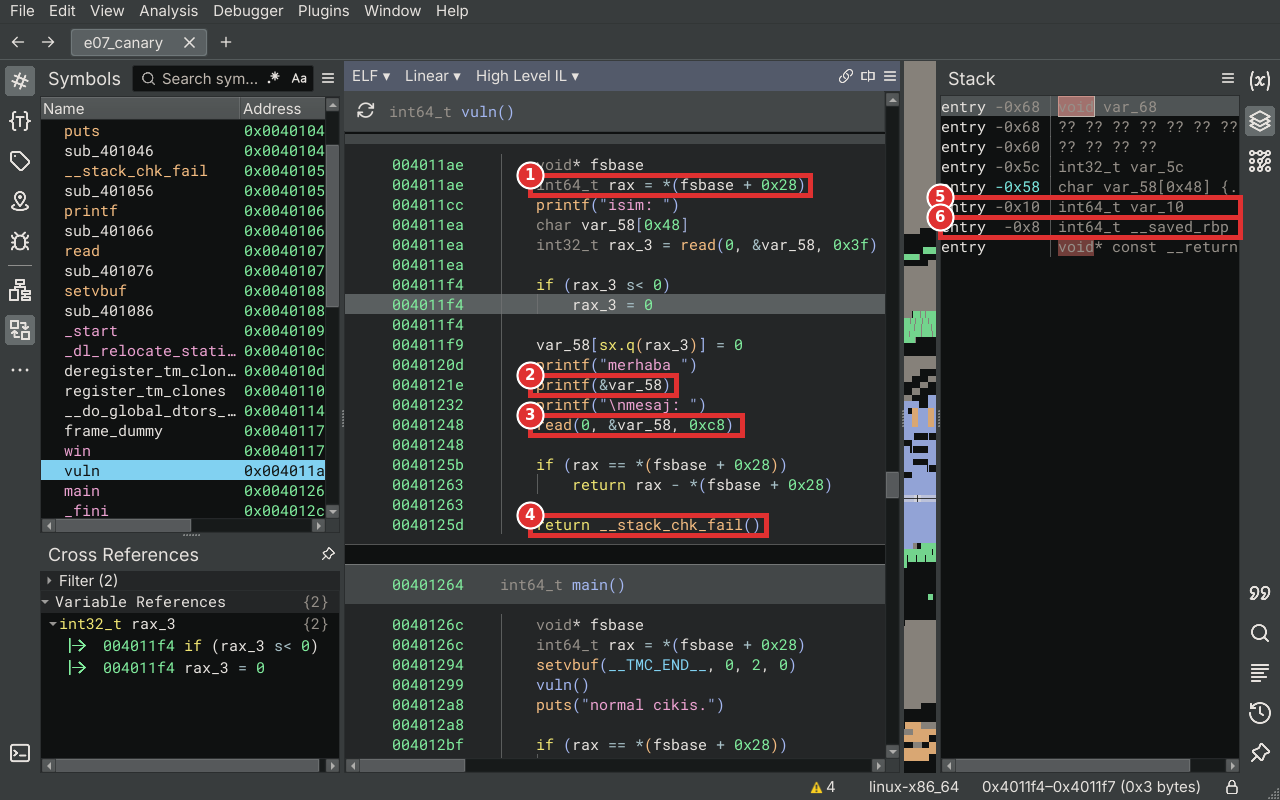 File Edit View Analysis Debugger Plugins Window Help
e07_canary
Symbols
Search sym…
Aa
Name Address
puts 0x0040104
sub_401046 0x0040104
__stack_chk_fail 0x0040105
sub_401056 0x0040105
printf 0x0040106
sub_401066 0x0040106
read 0x0040107
sub_401076 0x0040107
setvbuf 0x0040108
sub_401086 0x0040108
_start 0x0040109
_dl_relocate_stati… 0x004010c
deregister_tm_clon… 0x004010d
register_tm_clones 0x0040110
__do_global_dtors_… 0x0040114
frame_dummy 0x0040117
win 0x0040117
vuln 0x004011a
main 0x0040126
_fini 0x004012c
Cross References
Filter (2)
Variable References {2}
int32_t rax_3 {2}
004011f4 if (rax_3 s< 0)
004011f4 rax_3 = 0
ELF ▾ Linear ▾ High Level IL ▾
int64_t vuln()
004011ae void* fsbase
1
004011ae int64_t rax = *(fsbase + 0x28)
004011cc printf("isim: ")
004011ea char var_58[0x48]
004011ea int32_t rax_3 = read(0, &var_58, 0x3f)
004011ea
004011f4 if (rax_3 s< 0)
004011f4 rax_3 = 0
004011f4
004011f9 var_58[sx.q(rax_3)] = 0
0040120d printf("merhaba ")
2
0040121e printf(&var_58)
00401232 printf("\nmesaj: ")
3
00401248 read(0, &var_58, 0xc8)
00401248
0040125b if (rax == *(fsbase + 0x28))
00401263 return rax - *(fsbase + 0x28)
00401263
4
0040125d return __stack_chk_fail()
00401264 int64_t main()
0040126c void* fsbase
0040126c int64_t rax = *(fsbase + 0x28)
00401294 setvbuf(__TMC_END__, 0, 2, 0)
00401299 vuln()
004012a8 puts("normal cikis.")
004012a8
004012bf if (rax == *(fsbase + 0x28))
Stack
entry -0x68 void var_68
entry -0x68 ?? ?? ?? ?? ?? ?? ??
entry -0x60 ?? ?? ?? ??
entry -0x5c int32_t var_5c
entry -0x58 char var_58[0x48] {.
5
entry -0x10 int64_t var_10
6
entry -0x8 int64_t __saved_rbp
entry void* const __return
4 linux-x86_64 0x4011f4–0x4011f7 (0x3 bytes)